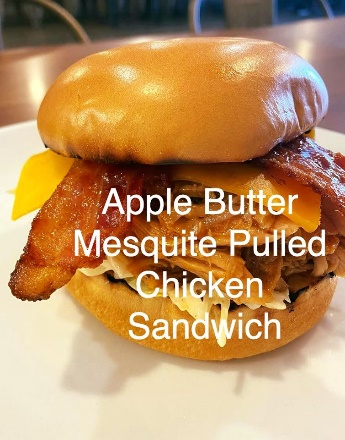 Apple Butter
Mesquite Pulled
Chicken
Sandwich